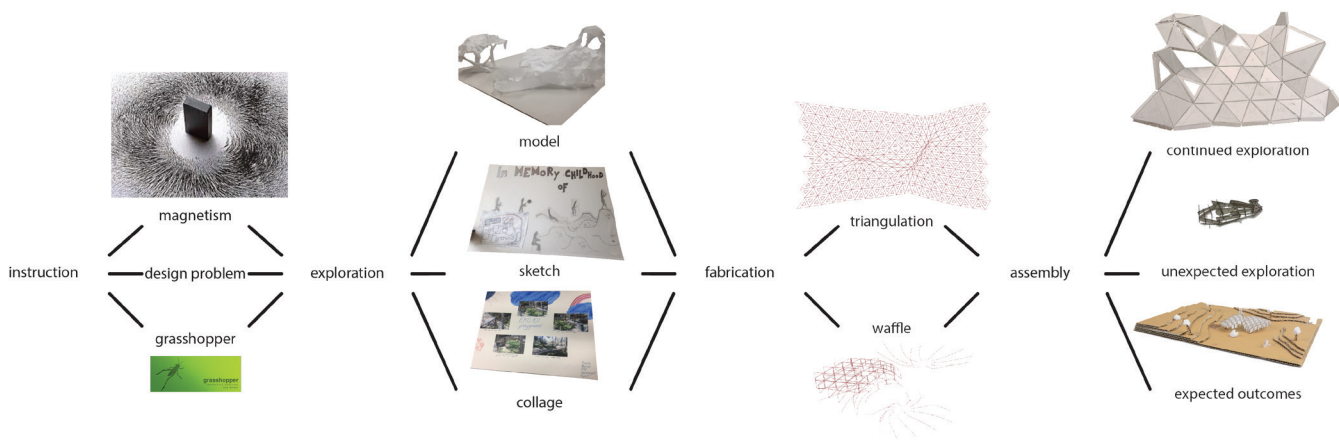 instruction
magnetism
design problem
grasshopper
grasshopper
exploration
model
In MEMORY CHILDHOOD
OF
sketch
collage
fabrication
triangulation
waffle
assembly
continued exploration
unexpected exploration
expected outcomes